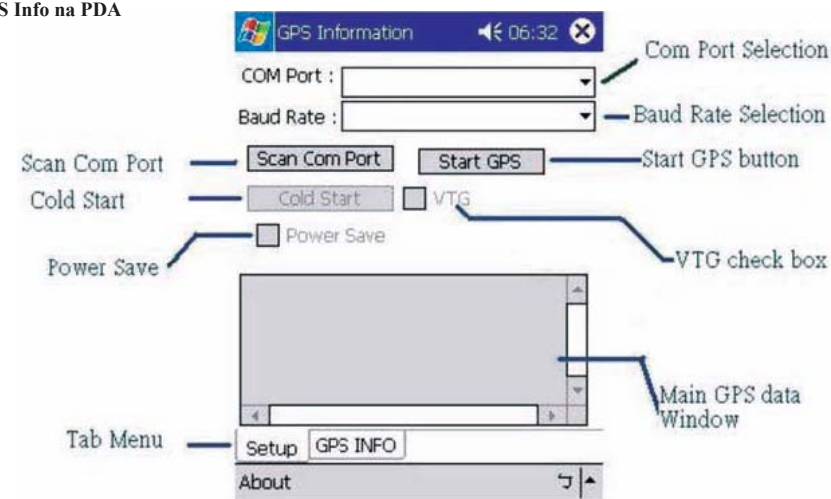 S Info na PDA
GPS Information 06:32
Com Port Selection
COM Port :
Baud Rate :
Baud Rate Selection
Scan Com Port
Scan Com Port
Start GPS
Start GPS button
Cold Start
Cold Start
VTG
Power Save
Power Save
VTG check box
Main GPS data
Window
Tab Menu
Setup
GPS INFO
About